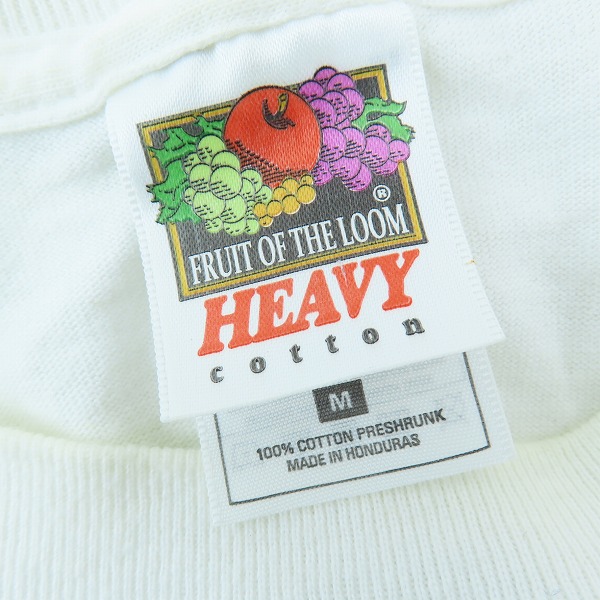 ®
FRUIT OF THE LOOM
HEAVY
cotton
M
100% COTTON PRESHRUNK
MADE IN HONDURAS